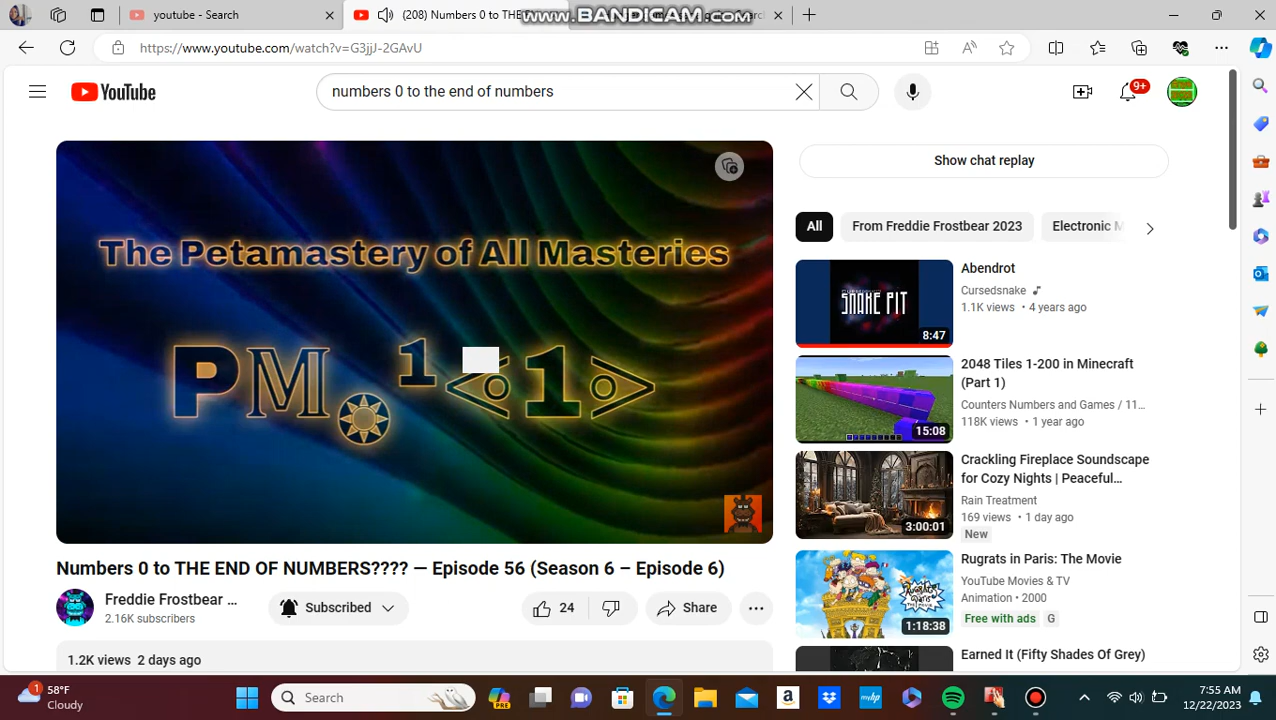 youtube - Search
(208) Numbers 0 to THE
www.BANDICAM.com
https://www.youtube.com/watch?v=G3jjJ-2GAvU
YouTube
numbers 0 to the end of numbers
9+
Show chat replay
All
From Freddie Frostbear 2023
Electronic M
The Petamastery of All Masteries
Abendrot
Cursedsnake
1.1K views • 4 years ago
SNAKE PIT
8:47
2048 Tiles 1-200 in Minecraft
(Part 1)
Counters Numbers and Games / 11...
118K views • 1 year ago
15:08
Crackling Fireplace Soundscape
for Cozy Nights | Peaceful...
Rain Treatment
169 views • 1 day ago
New
3:00:01
Numbers 0 to THE END OF NUMBERS???? — Episode 56 (Season 6 – Episode 6)
Freddie Frostbear ...
2.16K subscribers
Subscribed
24
Share
Rugrats in Paris: The Movie
YouTube Movies & TV
Animation • 2000
Free with ads
G
1:18:38
1.2K views 2 days ago
Earned It (Fifty Shades Of Grey)
1
58°F
Cloudy
Search
PRE
myhp
7:55 AM
12/22/2023